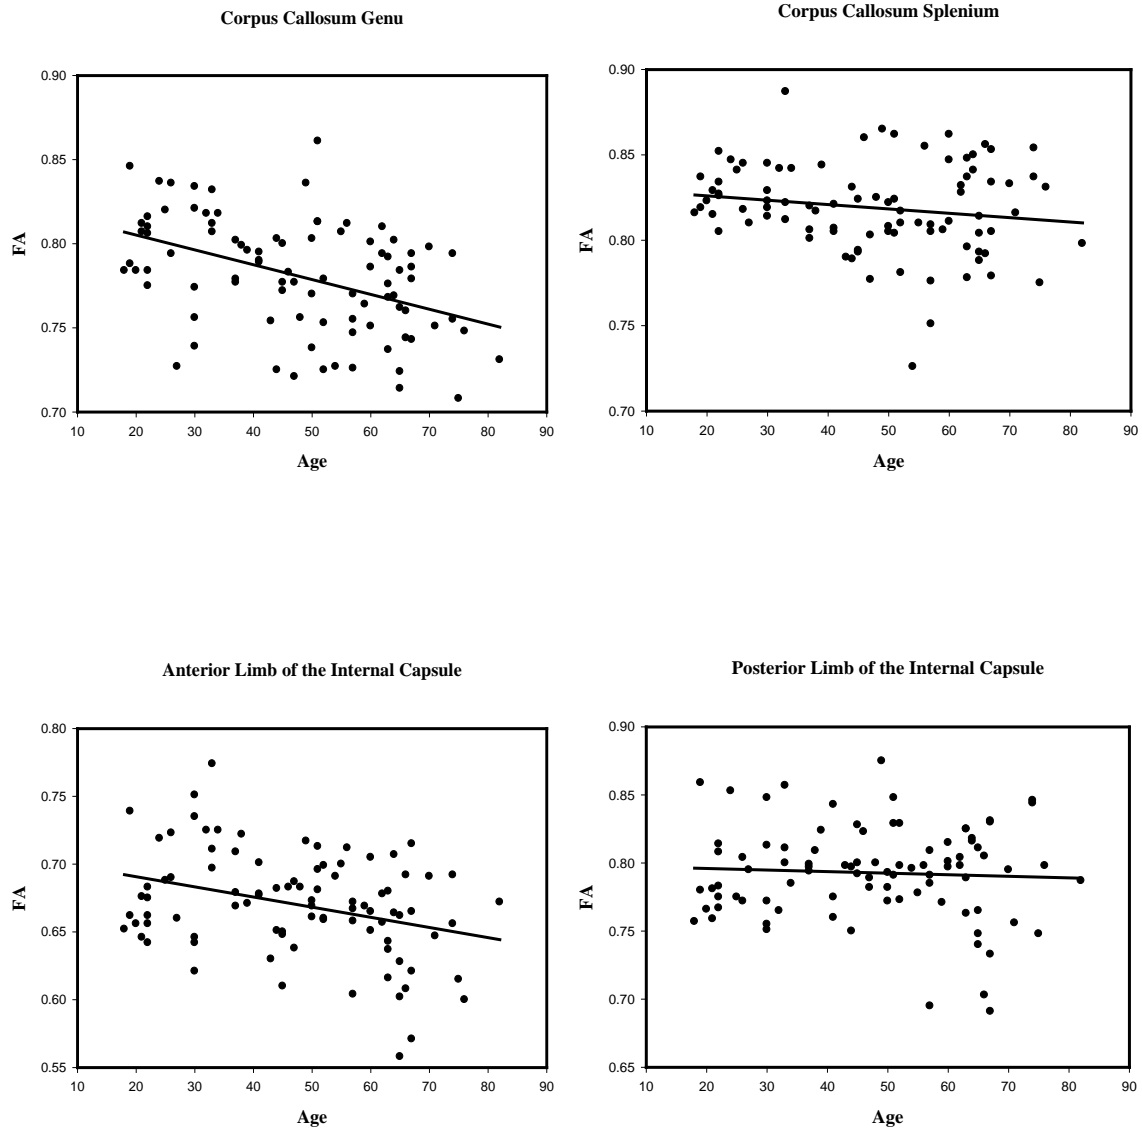 Corpus Callosum Genu
0.90
0.85
0.80
0.75
0.70
FA
10 20 30 40 50 60 70 80 90
Age
Corpus Callosum Splenium
0.90
0.85
0.80
0.75
0.70
FA
10 20 30 40 50 60 70 80 90
Age
Anterior Limb of the Internal Capsule
0.80
0.75
0.70
0.65
0.60
0.55
FA
10 20 30 40 50 60 70 80 90
Age
Posterior Limb of the Internal Capsule
0.90
0.85
0.80
0.75
0.70
0.65
FA
10 20 30 40 50 60 70 80 90
Age